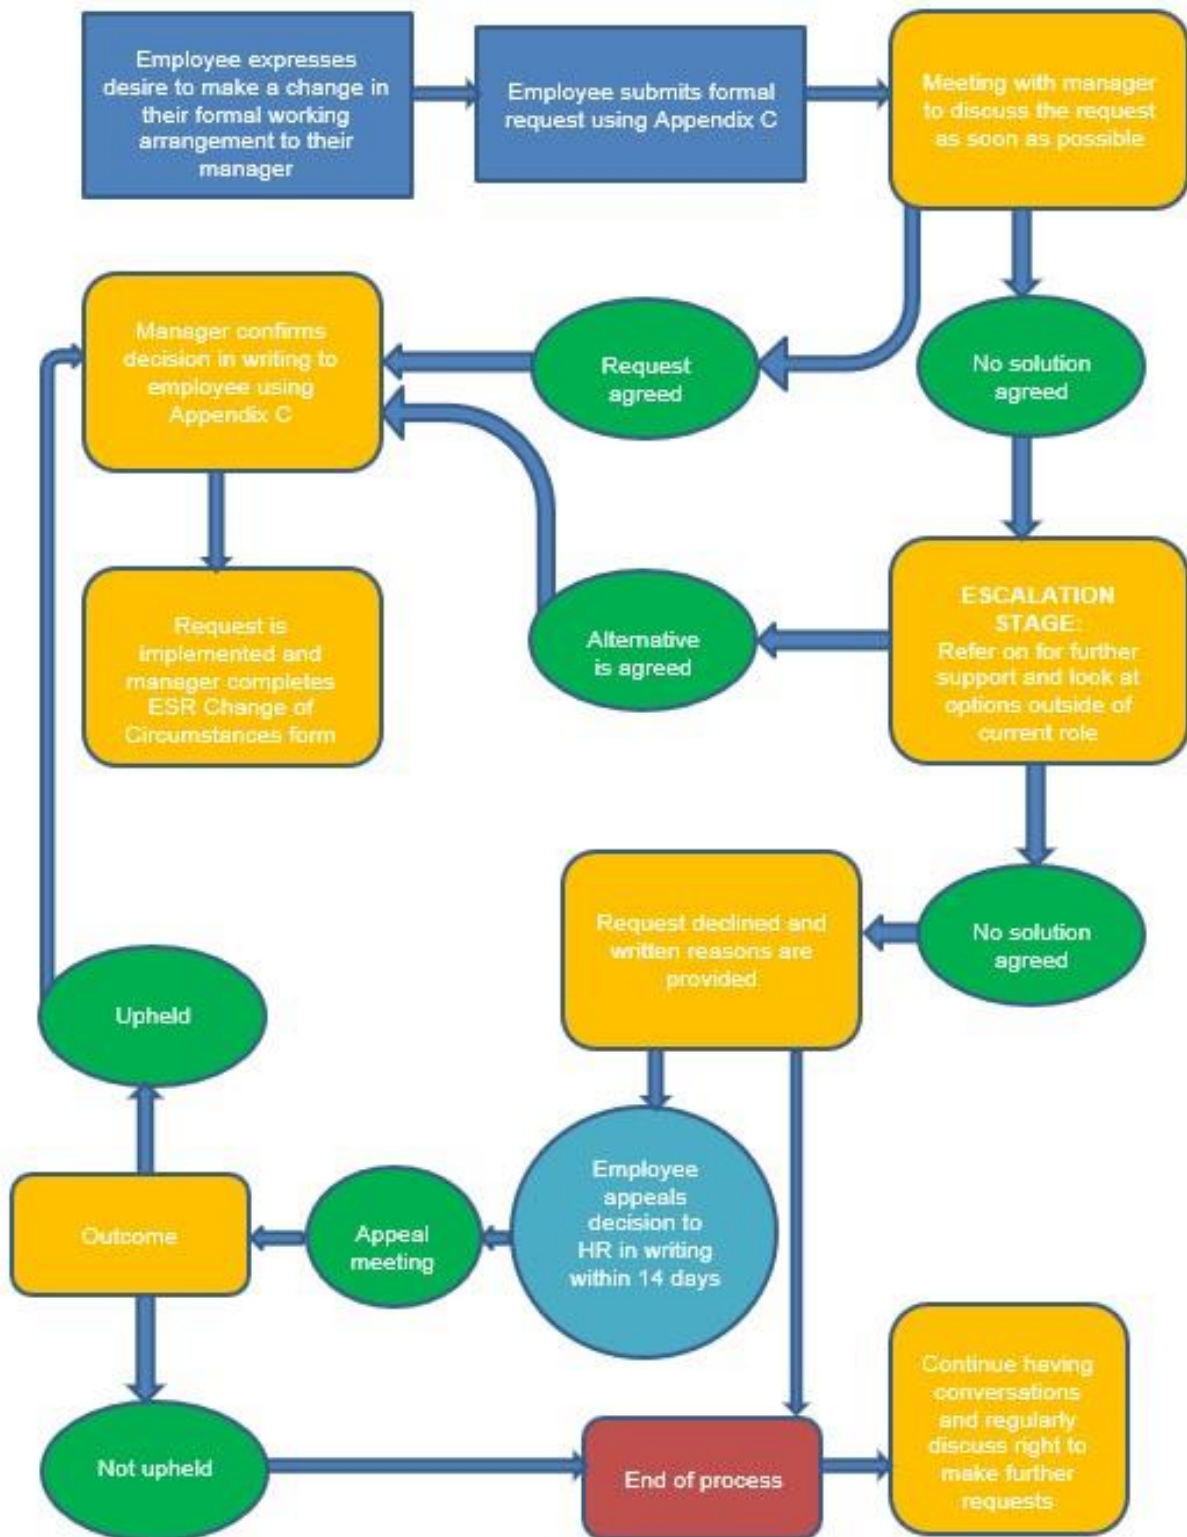 Employee expresses
desire to make a change in
their formal working
arrangement to their
manager
Employee submits formal
request using Appendix C
Meeting with manager
to discuss the request
as soon as possible
Manager confirms
decision in writing to
employee using
Appendix C
Request
agreed
No solution
agreed
Request is
implemented and
manager completes
ESR Change of
Circumstances form
Alternative
is agreed
ESCALATION
STAGE:
Refer on for further
support and look at
options outside of
current role
Request declined and
written reasons are
provided
No solution
agreed
Upheld
Outcome
Appeal
meeting
Employee
appeals
decision to
HR in writing
within 14 days
Not upheld
End of process
Continue having
conversations
and regularly
discuss right to
make further
requests